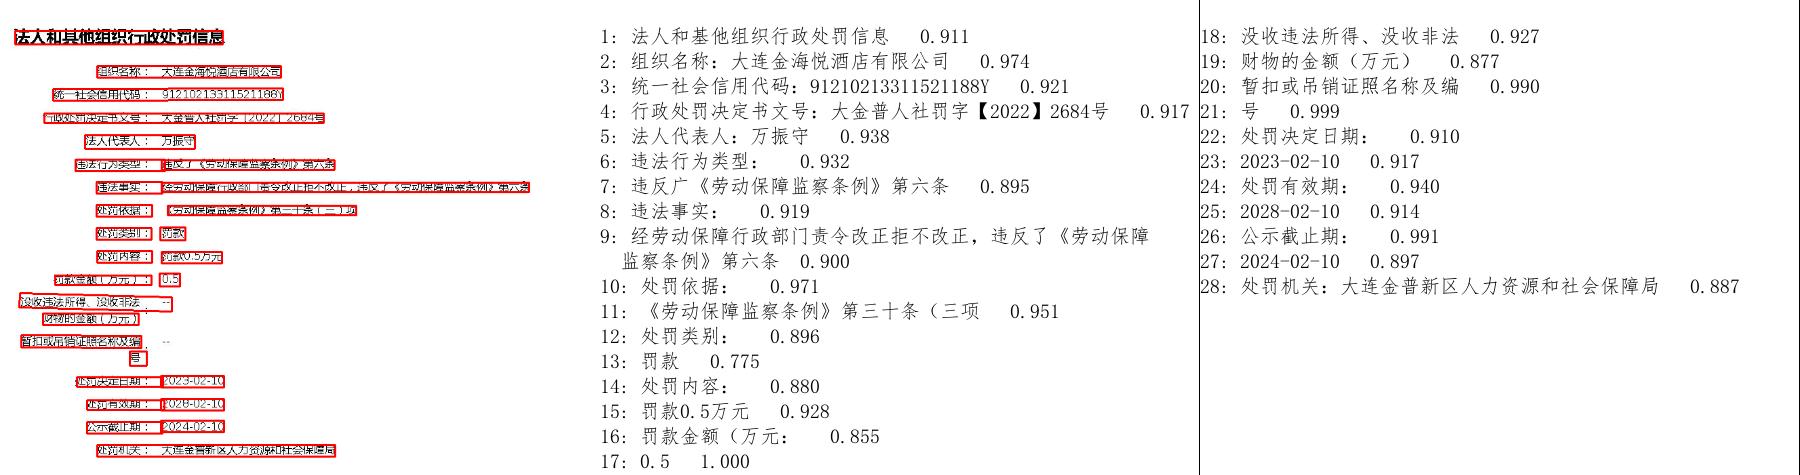 法人和其他组织行政处罚信息
组织名称： 大连金海悦酒店有限公司
统一社会信用代码： 91210213311521188Y
行政处罚决定书文号： 大金普人社罚字【2022】2684号
法人代表人： 万振守
违法行为类型： 违反了《劳动保障监察条例》第六条
违法事实： 经劳动保障行政部门责令改正拒不改正，违反了《劳动保障监察条例》第六条
处罚依据： 《劳动保障监察条例》第三十条（三）项
处罚类别： 罚款
处罚内容： 罚款0.5万元
罚款金额（万元）： 0.5
没收违法所得、没收非法 --
财物的金额（万元）：
暂扣或吊销证照名称及编 --
号：
处罚决定日期： 2023-02-10
处罚有效期： 2028-02-10
公示截止期： 2024-02-10
处罚机关： 大连金普新区人力资源和社会保障局
1: 法人和基他组织行政处罚信息 0.911
2: 组织名称：大连金海悦酒店有限公司 0.974
3: 统一社会信用代码：91210213311521188Y 0.921
4: 行政处罚决定书文号：大金普人社罚字【2022】2684号 0.917
5: 法人代表人：万振守 0.938
6: 违法行为类型： 0.932
7: 违反广《劳动保障监察条例》第六条 0.895
8: 违法事实： 0.919
9: 经劳动保障行政部门责令改正拒不改正，违反了《劳动保障
监察条例》第六条 0.900
10: 处罚依据： 0.971
11: 《劳动保障监察条例》第三十条（三项 0.951
12: 处罚类别： 0.896
13: 罚款 0.775
14: 处罚内容： 0.880
15: 罚款0.5万元 0.928
16: 罚款金额（万元： 0.855
17: 0.5 1.000
18: 没收违法所得、没收非法 0.927
19: 财物的金额（万元） 0.877
20: 暂扣或吊销证照名称及编 0.990
21: 号 0.999
22: 处罚决定日期： 0.910
23: 2023-02-10 0.917
24: 处罚有效期： 0.940
25: 2028-02-10 0.914
26: 公示截止期： 0.991
27: 2024-02-10 0.897
28: 处罚机关：大连金普新区人力资源和社会保障局 0.887